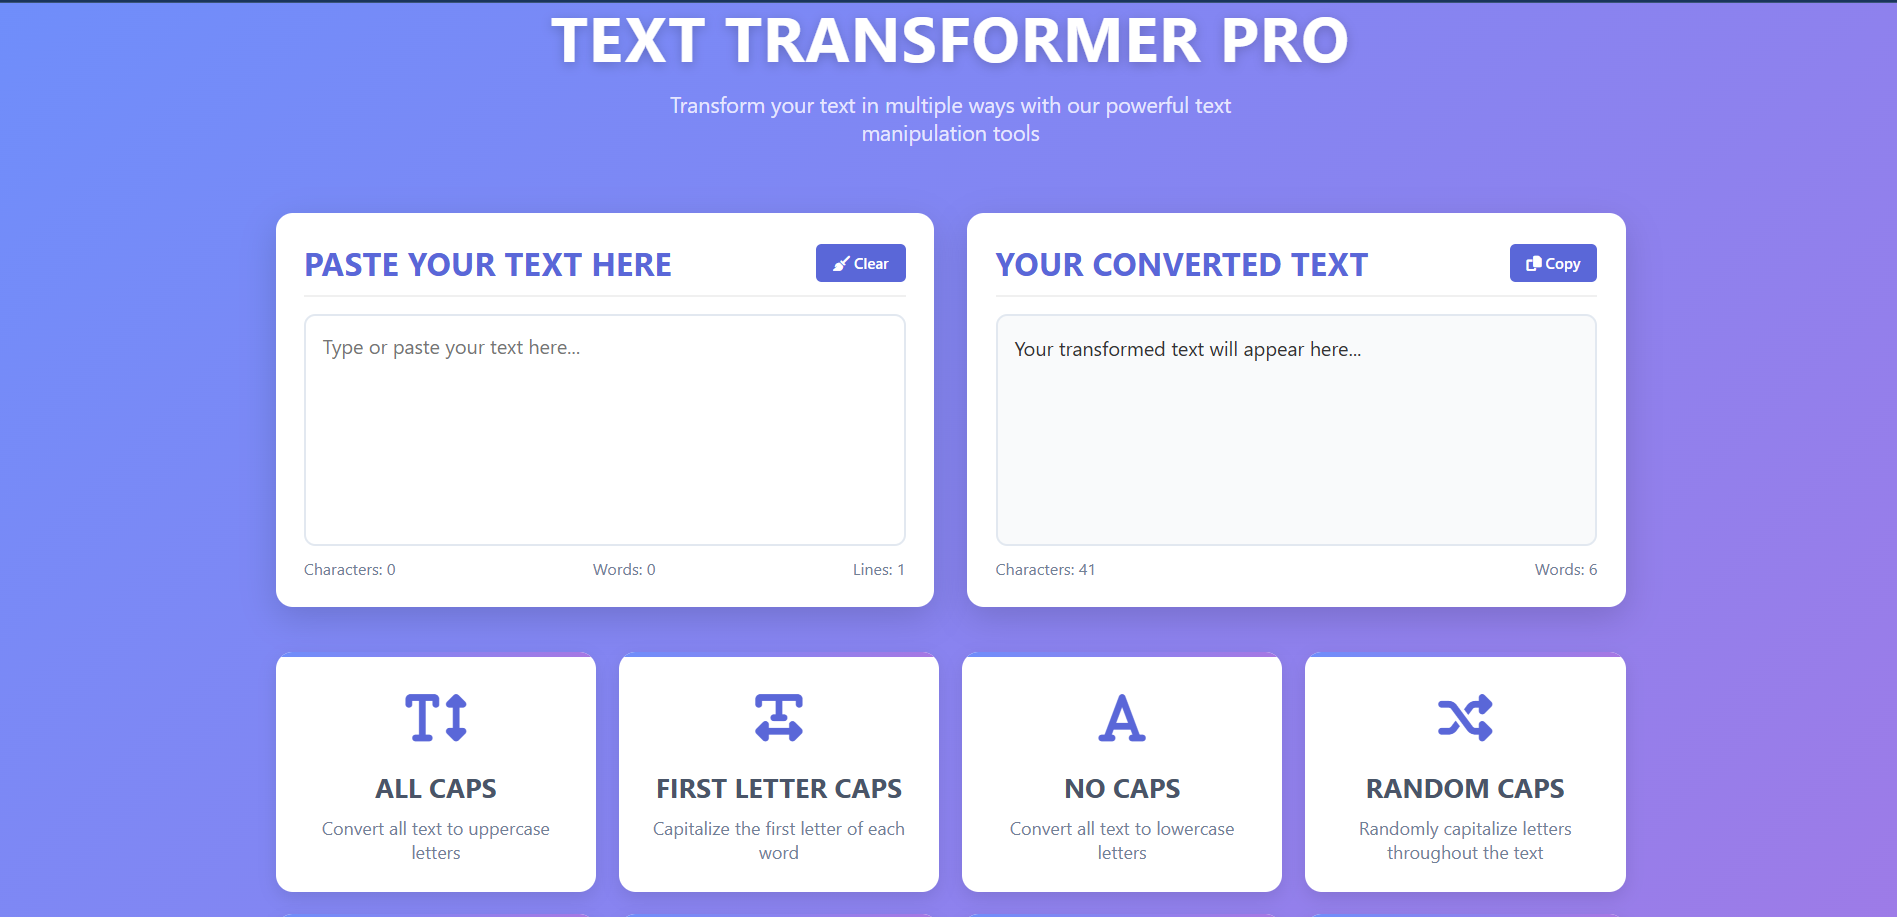 TEXT TRANSFORMER PRO
Transform your text in multiple ways with our powerful text
manipulation tools
PASTE YOUR TEXT HERE
Clear
Type or paste your text here...
Characters: 0
Words: 0
Lines: 1
YOUR CONVERTED TEXT
Copy
Your transformed text will appear here...
Characters: 41
Words: 6
ALL CAPS
Convert all text to uppercase
letters
FIRST LETTER CAPS
Capitalize the first letter of each
word
NO CAPS
Convert all text to lowercase
letters
RANDOM CAPS
Randomly capitalize letters
throughout the text